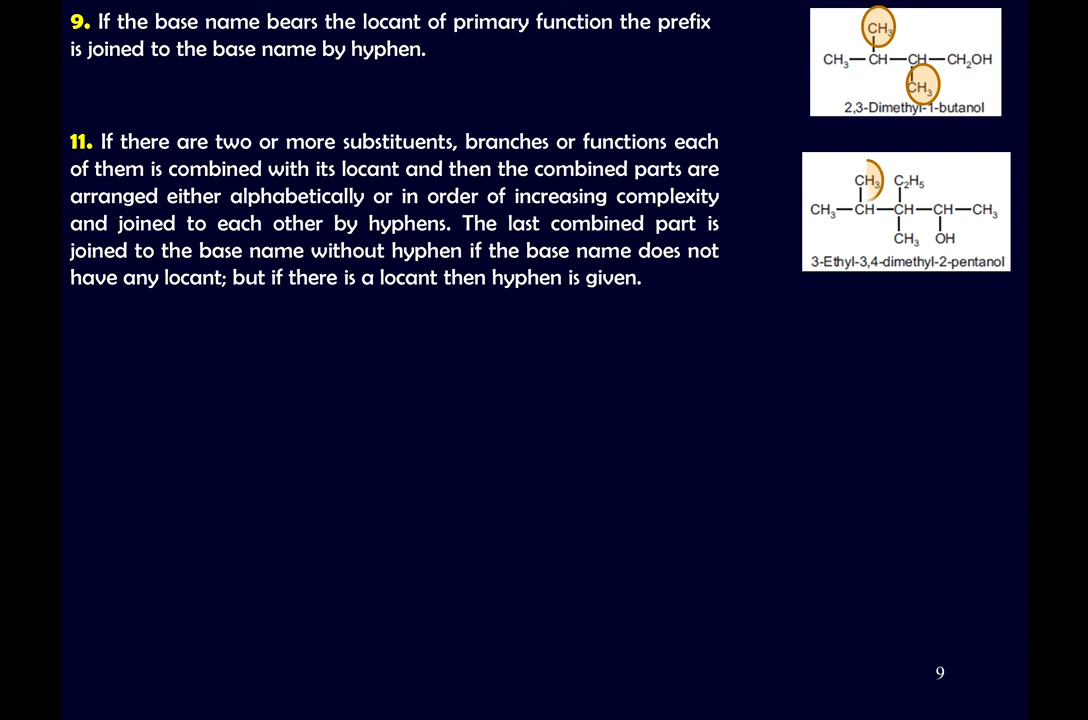 9. If the base name bears the locant of primary function the prefix
is joined to the base name by hyphen.
CH₃
CH₃—CH—CH—CH₂OH
CH₃
2,3-Dimethyl-1-butanol
11. If there are two or more substituents, branches or functions each
of them is combined with its locant and then the combined parts are
arranged either alphabetically or in order of increasing complexity
and joined to each other by hyphens. The last combined part is
joined to the base name without hyphen if the base name does not
have any locant; but if there is a locant then hyphen is given.
CH₃ C₂H₅
CH₃—CH—CH—CH—CH₃
CH₃ OH
3-Ethyl-3,4-dimethyl-2-pentanol
9